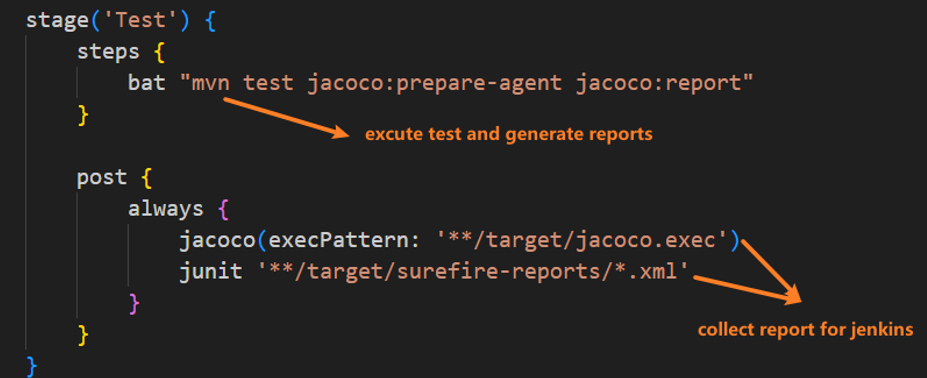 stage('Test') {
steps {
bat "mvn test jacoco:prepare-agent jacoco:report"
}
excute test and generate reports
post {
always {
jacoco(execPattern: '**/target/jacoco.exec')
junit '**/target/surefire-reports/*.xml'
}
collect report for jenkins
}
}